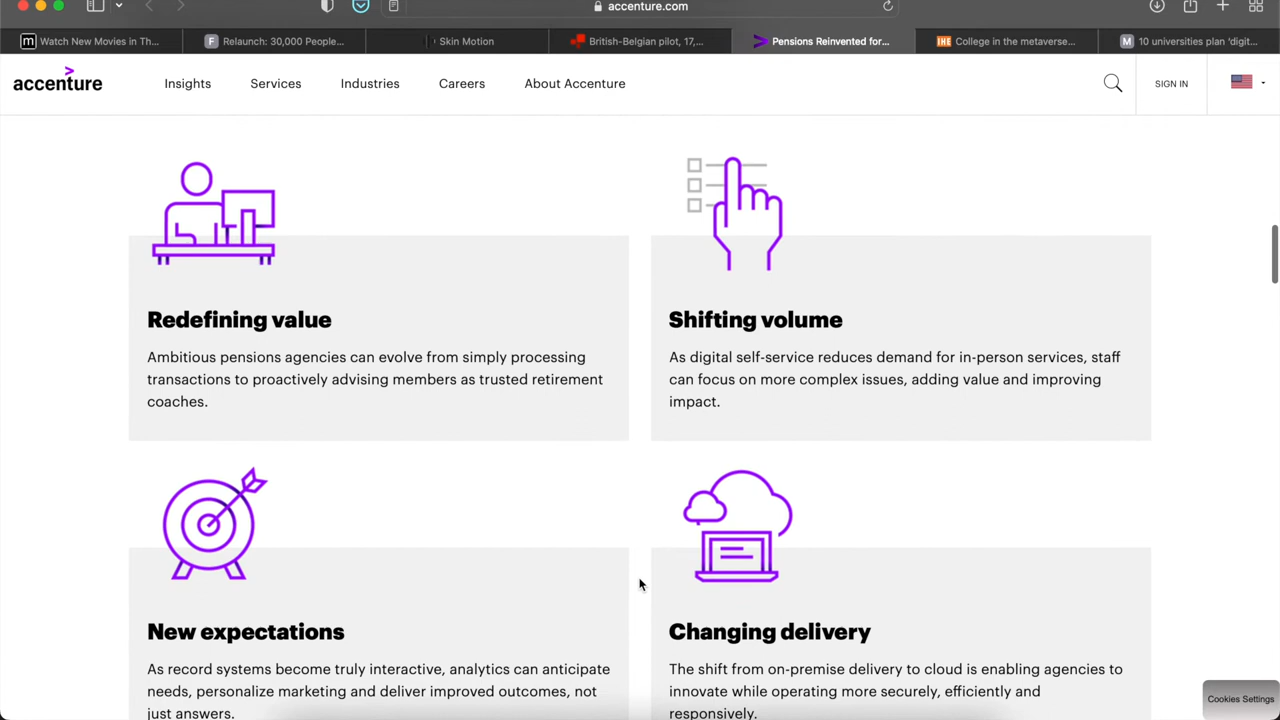 accenture.com
Watch New Movies in Th...
Relaunch: 30,000 People...
Skin Motion
British-Belgian pilot, 17,...
Pensions Reinvented for...
College in the metaverse...
10 universities plan 'digit...
accenture
Insights
Services
Industries
Careers
About Accenture
SIGN IN
Redefining value
Ambitious pensions agencies can evolve from simply processing
transactions to proactively advising members as trusted retirement
coaches.
Shifting volume
As digital self-service reduces demand for in-person services, staff
can focus on more complex issues, adding value and improving
impact.
New expectations
As record systems become truly interactive, analytics can anticipate
needs, personalize marketing and deliver improved outcomes, not
just answers.
Changing delivery
The shift from on-premise delivery to cloud is enabling agencies to
innovate while operating more securely, efficiently and
responsively.
Cookies Settings